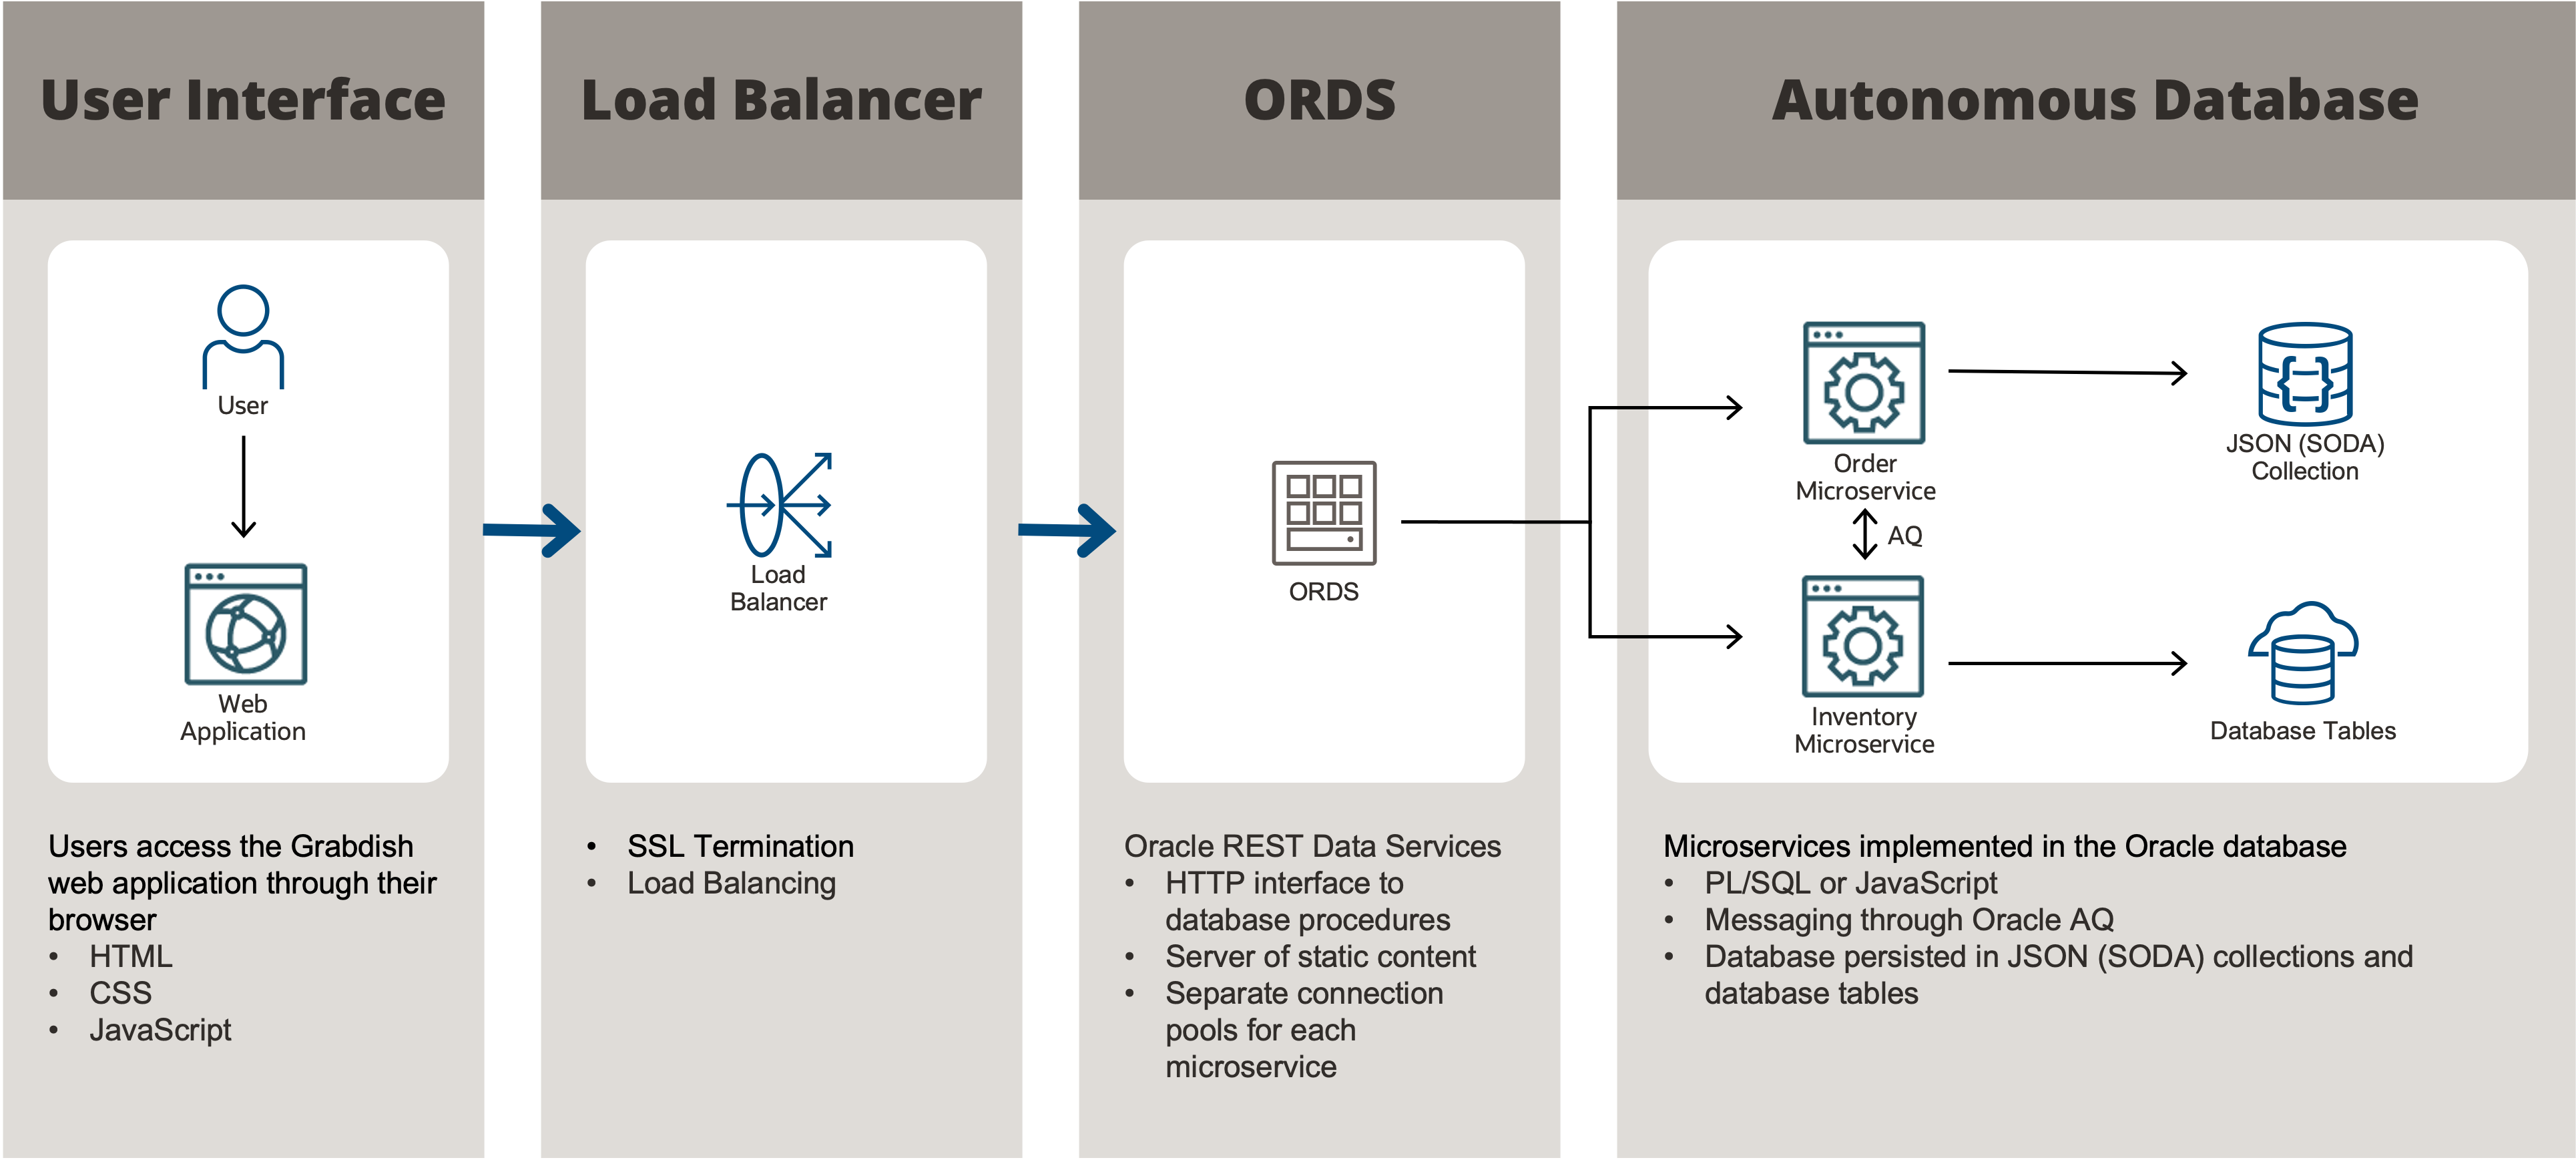 User Interface
Load Balancer
ORDS
Autonomous Database
User
Web
Application
Users access the Grabdish
web application through their
browser
• HTML
• CSS
• JavaScript
Load
Balancer
• SSL Termination
• Load Balancing
ORDS
Oracle REST Data Services
• HTTP interface to
database procedures
• Server of static content
• Separate connection
pools for each
microservice
Order
Microservice
JSON (SODA)
Collection
AQ
Inventory
Microservice
Database Tables
Microservices implemented in the Oracle database
• PL/SQL or JavaScript
• Messaging through Oracle AQ
• Database persisted in JSON (SODA) collections and
database tables